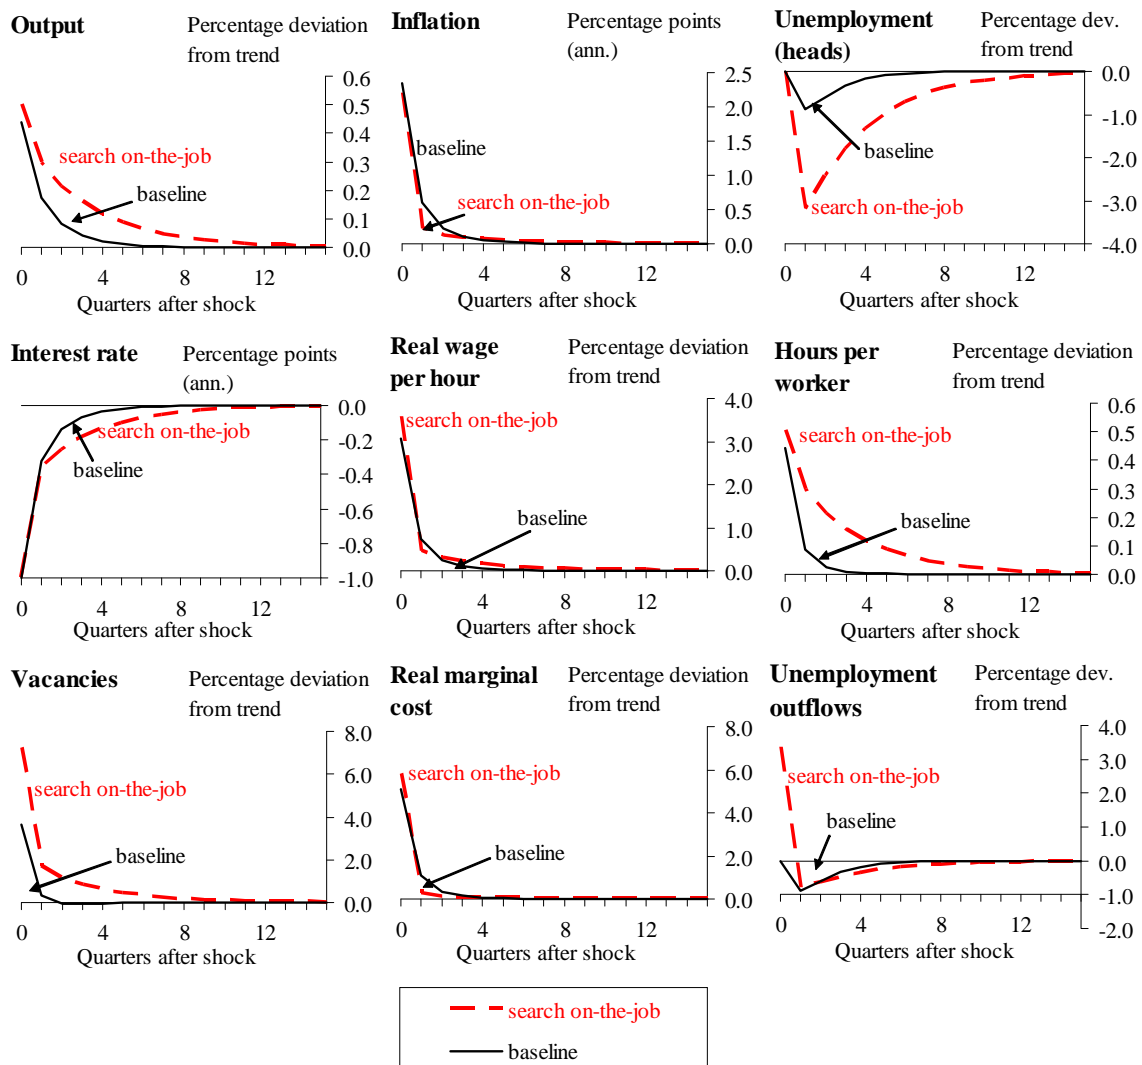 Output
Percentage deviation
from trend
0.6
0.5
0.4
0.3
0.2
0.1
0.0
search on-the-job
baseline
0 4 8 12
Quarters after shock
Inflation
Percentage points
(ann.)
2.5
2.0
1.5
1.0
0.5
0.0
baseline
search on-the-job
0 4 8 12
Quarters after shock
Unemployment
(heads)
Percentage dev.
from trend
0.0
-1.0
-2.0
-3.0
-4.0
baseline
search on-the-job
0 4 8 12
Quarters after shock
Interest rate
Percentage points
(ann.)
0.0
-0.2
-0.4
-0.6
-0.8
-1.0
search on-the-job
baseline
0 4 8 12
Quarters after shock
Real wage
per hour
Percentage deviation
from trend
4.0
3.0
2.0
1.0
0.0
search on-the-job
baseline
0 4 8 12
Quarters after shock
Hours per
worker
Percentage deviation
from trend
0.6
0.5
0.4
0.3
0.2
0.1
0.0
search on-the-job
baseline
0 4 8 12
Quarters after shock
Vacancies
Percentage deviation
from trend
8.0
6.0
4.0
2.0
0.0
search on-the-job
baseline
0 4 8 12
Quarters after shock
Real marginal
cost
Percentage deviation
from trend
8.0
6.0
4.0
2.0
0.0
search on-the-job
baseline
0 4 8 12
Quarters after shock
Unemployment
outflows
Percentage dev.
from trend
4.0
3.0
2.0
1.0
0.0
-1.0
-2.0
search on-the-job
baseline
0 4 8 12
Quarters after shock
search on-the-job
baseline